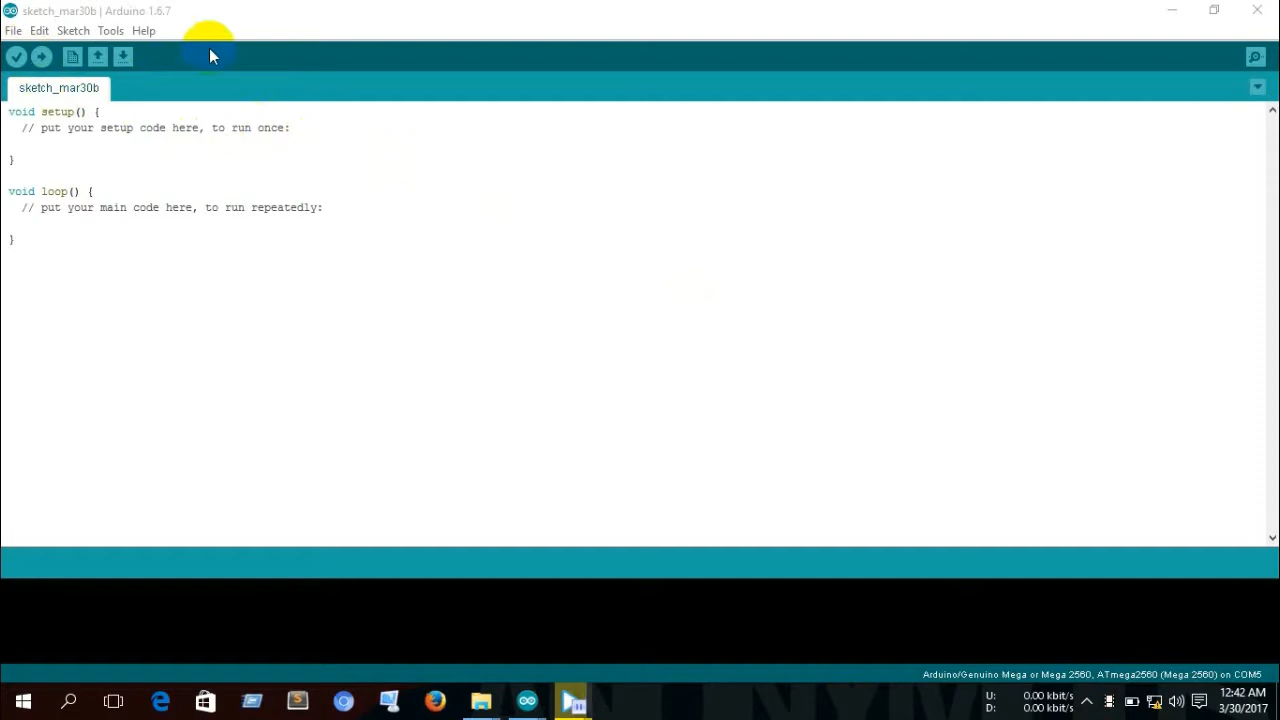 sketch_mar30b | Arduino 1.6.7
File Edit Sketch Tools Help
sketch_mar30b
void setup() {
// put your setup code here, to run once:
}
void loop() {
// put your main code here, to run repeatedly:
}
Arduino/Genuino Mega or Mega 2560, ATmega2560 (Mega 2560) on COM5
U: 0.00 kbit/s
D: 0.00 kbit/s
12:42 AM
3/30/2017